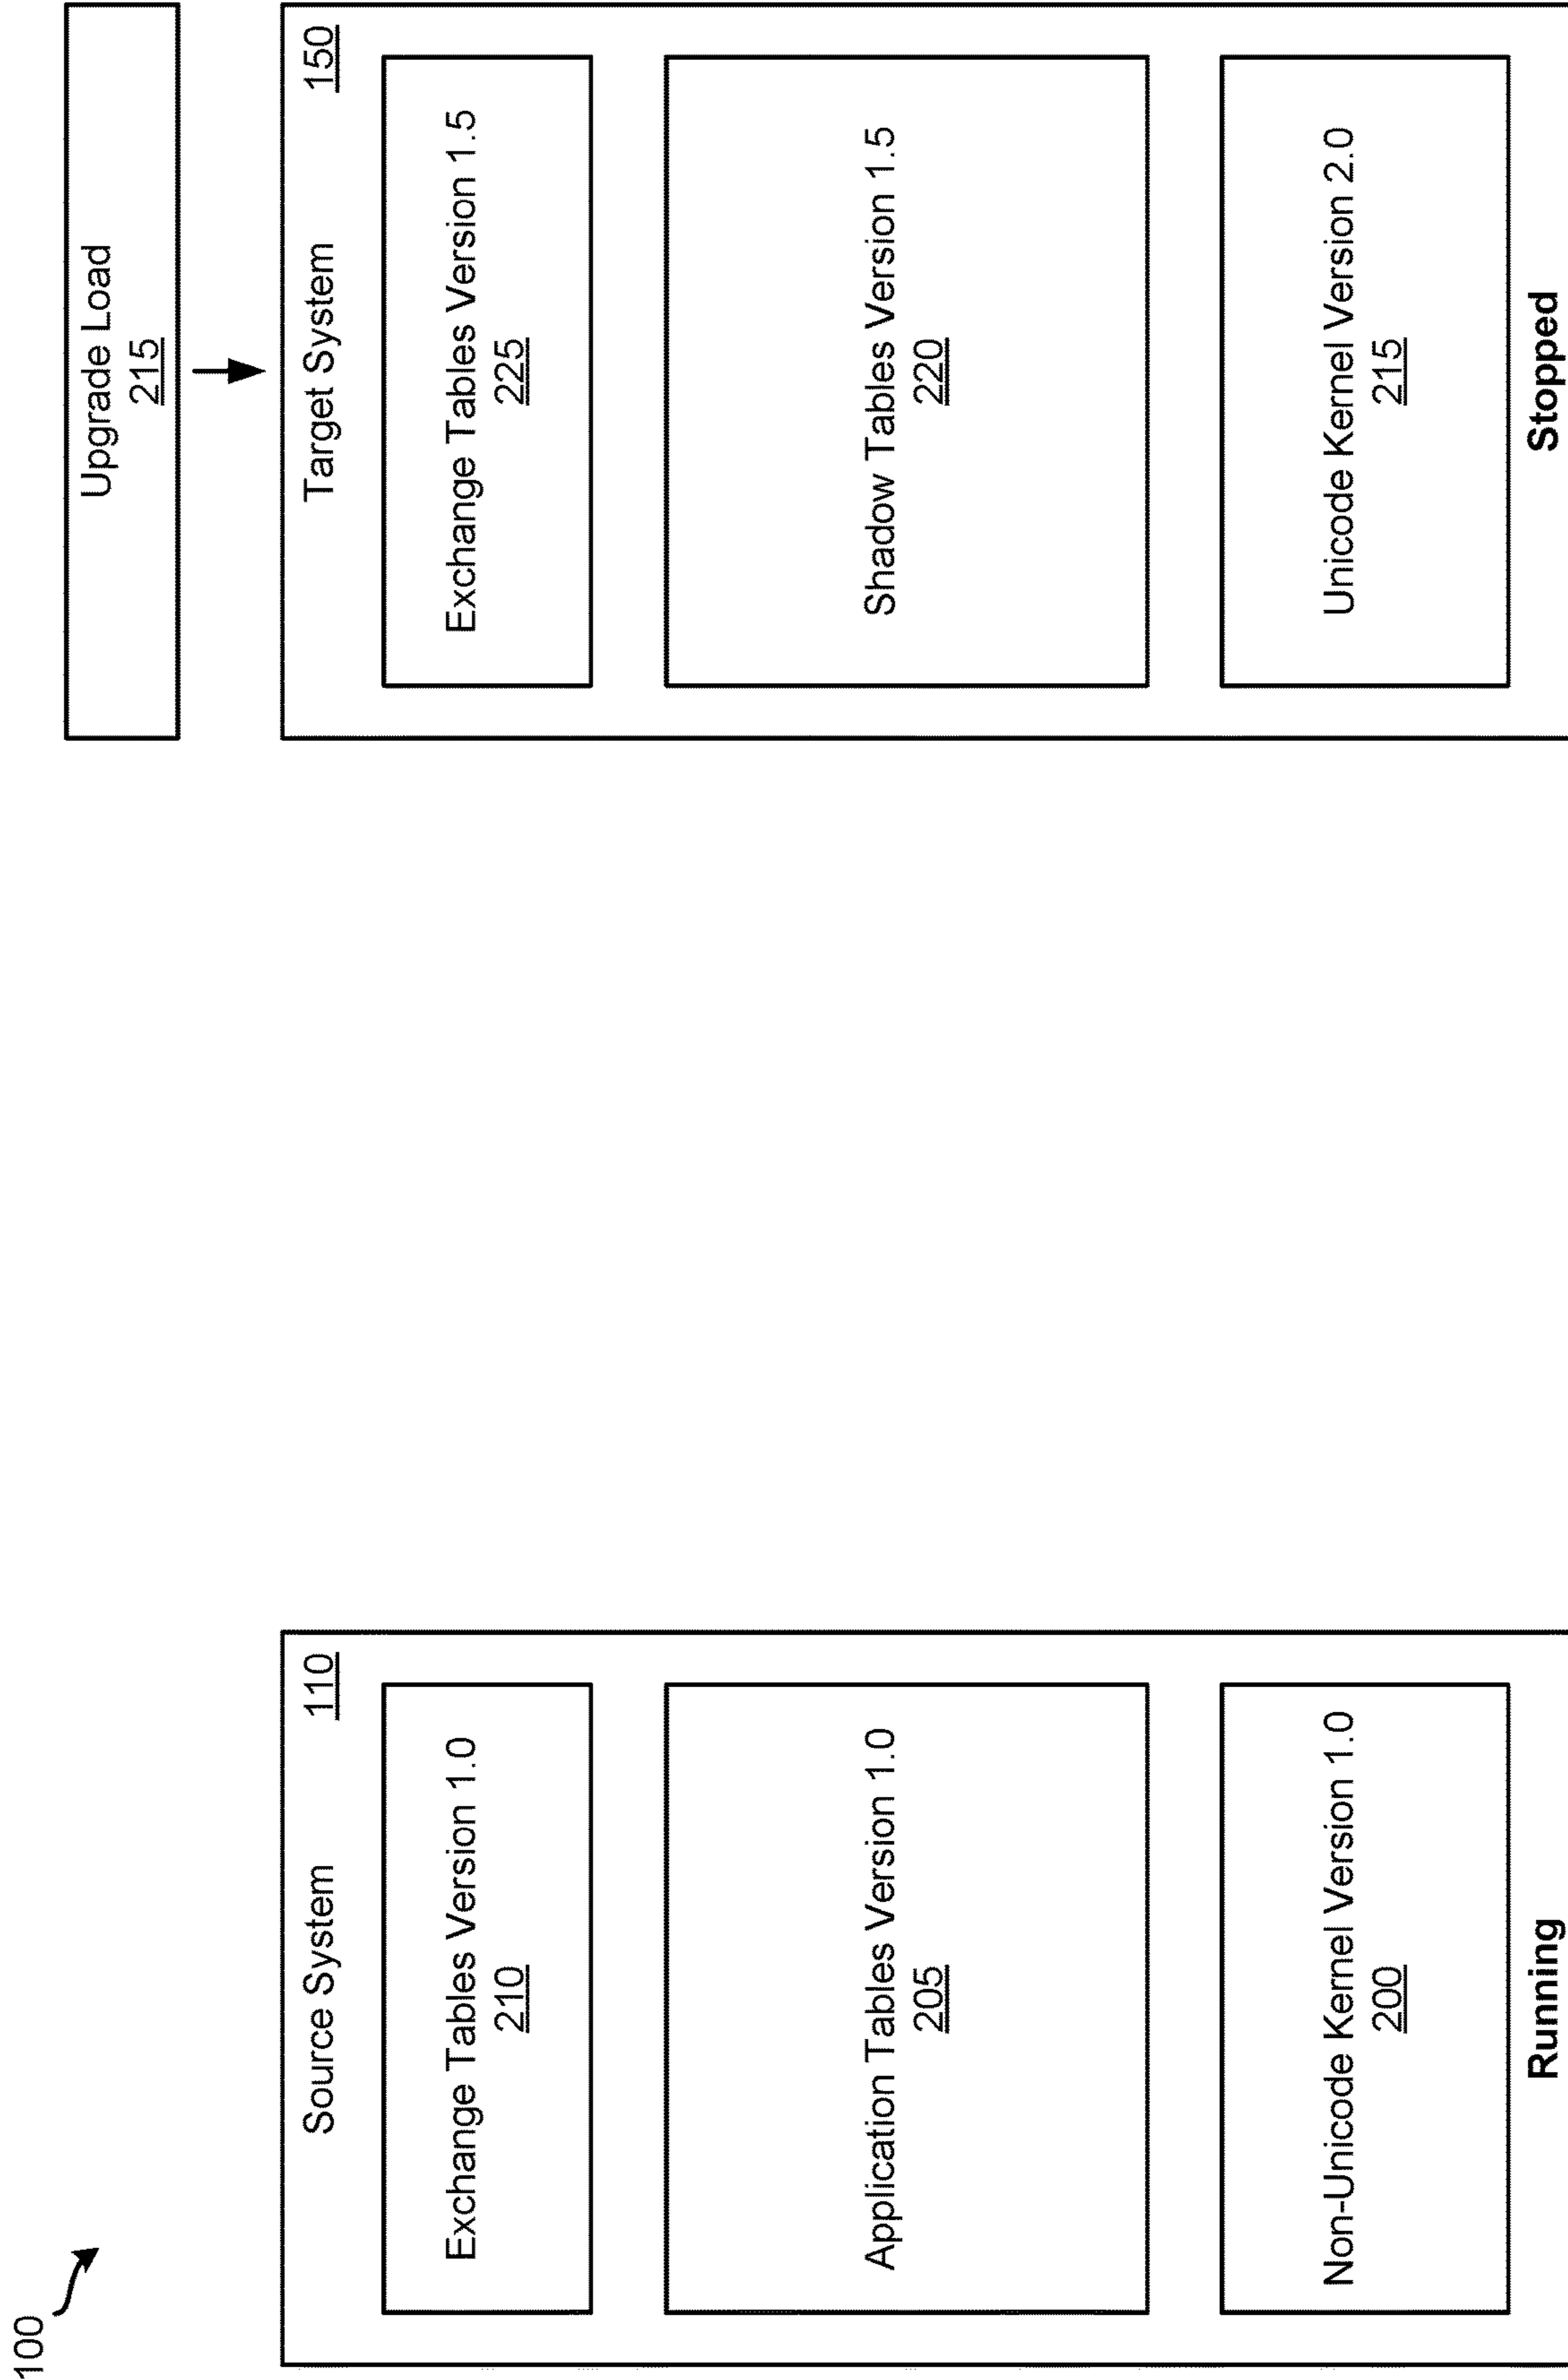 100
Source System
110
Exchange Tables Version 1.0
210
Application Tables Version 1.0
205
Non-Unicode Kernel Version 1.0
200
Running
Upgrade Load
215
Target System
150
Exchange Tables Version 1.5
225
Shadow Tables Version 1.5
220
Unicode Kernel Version 2.0
215
Stopped